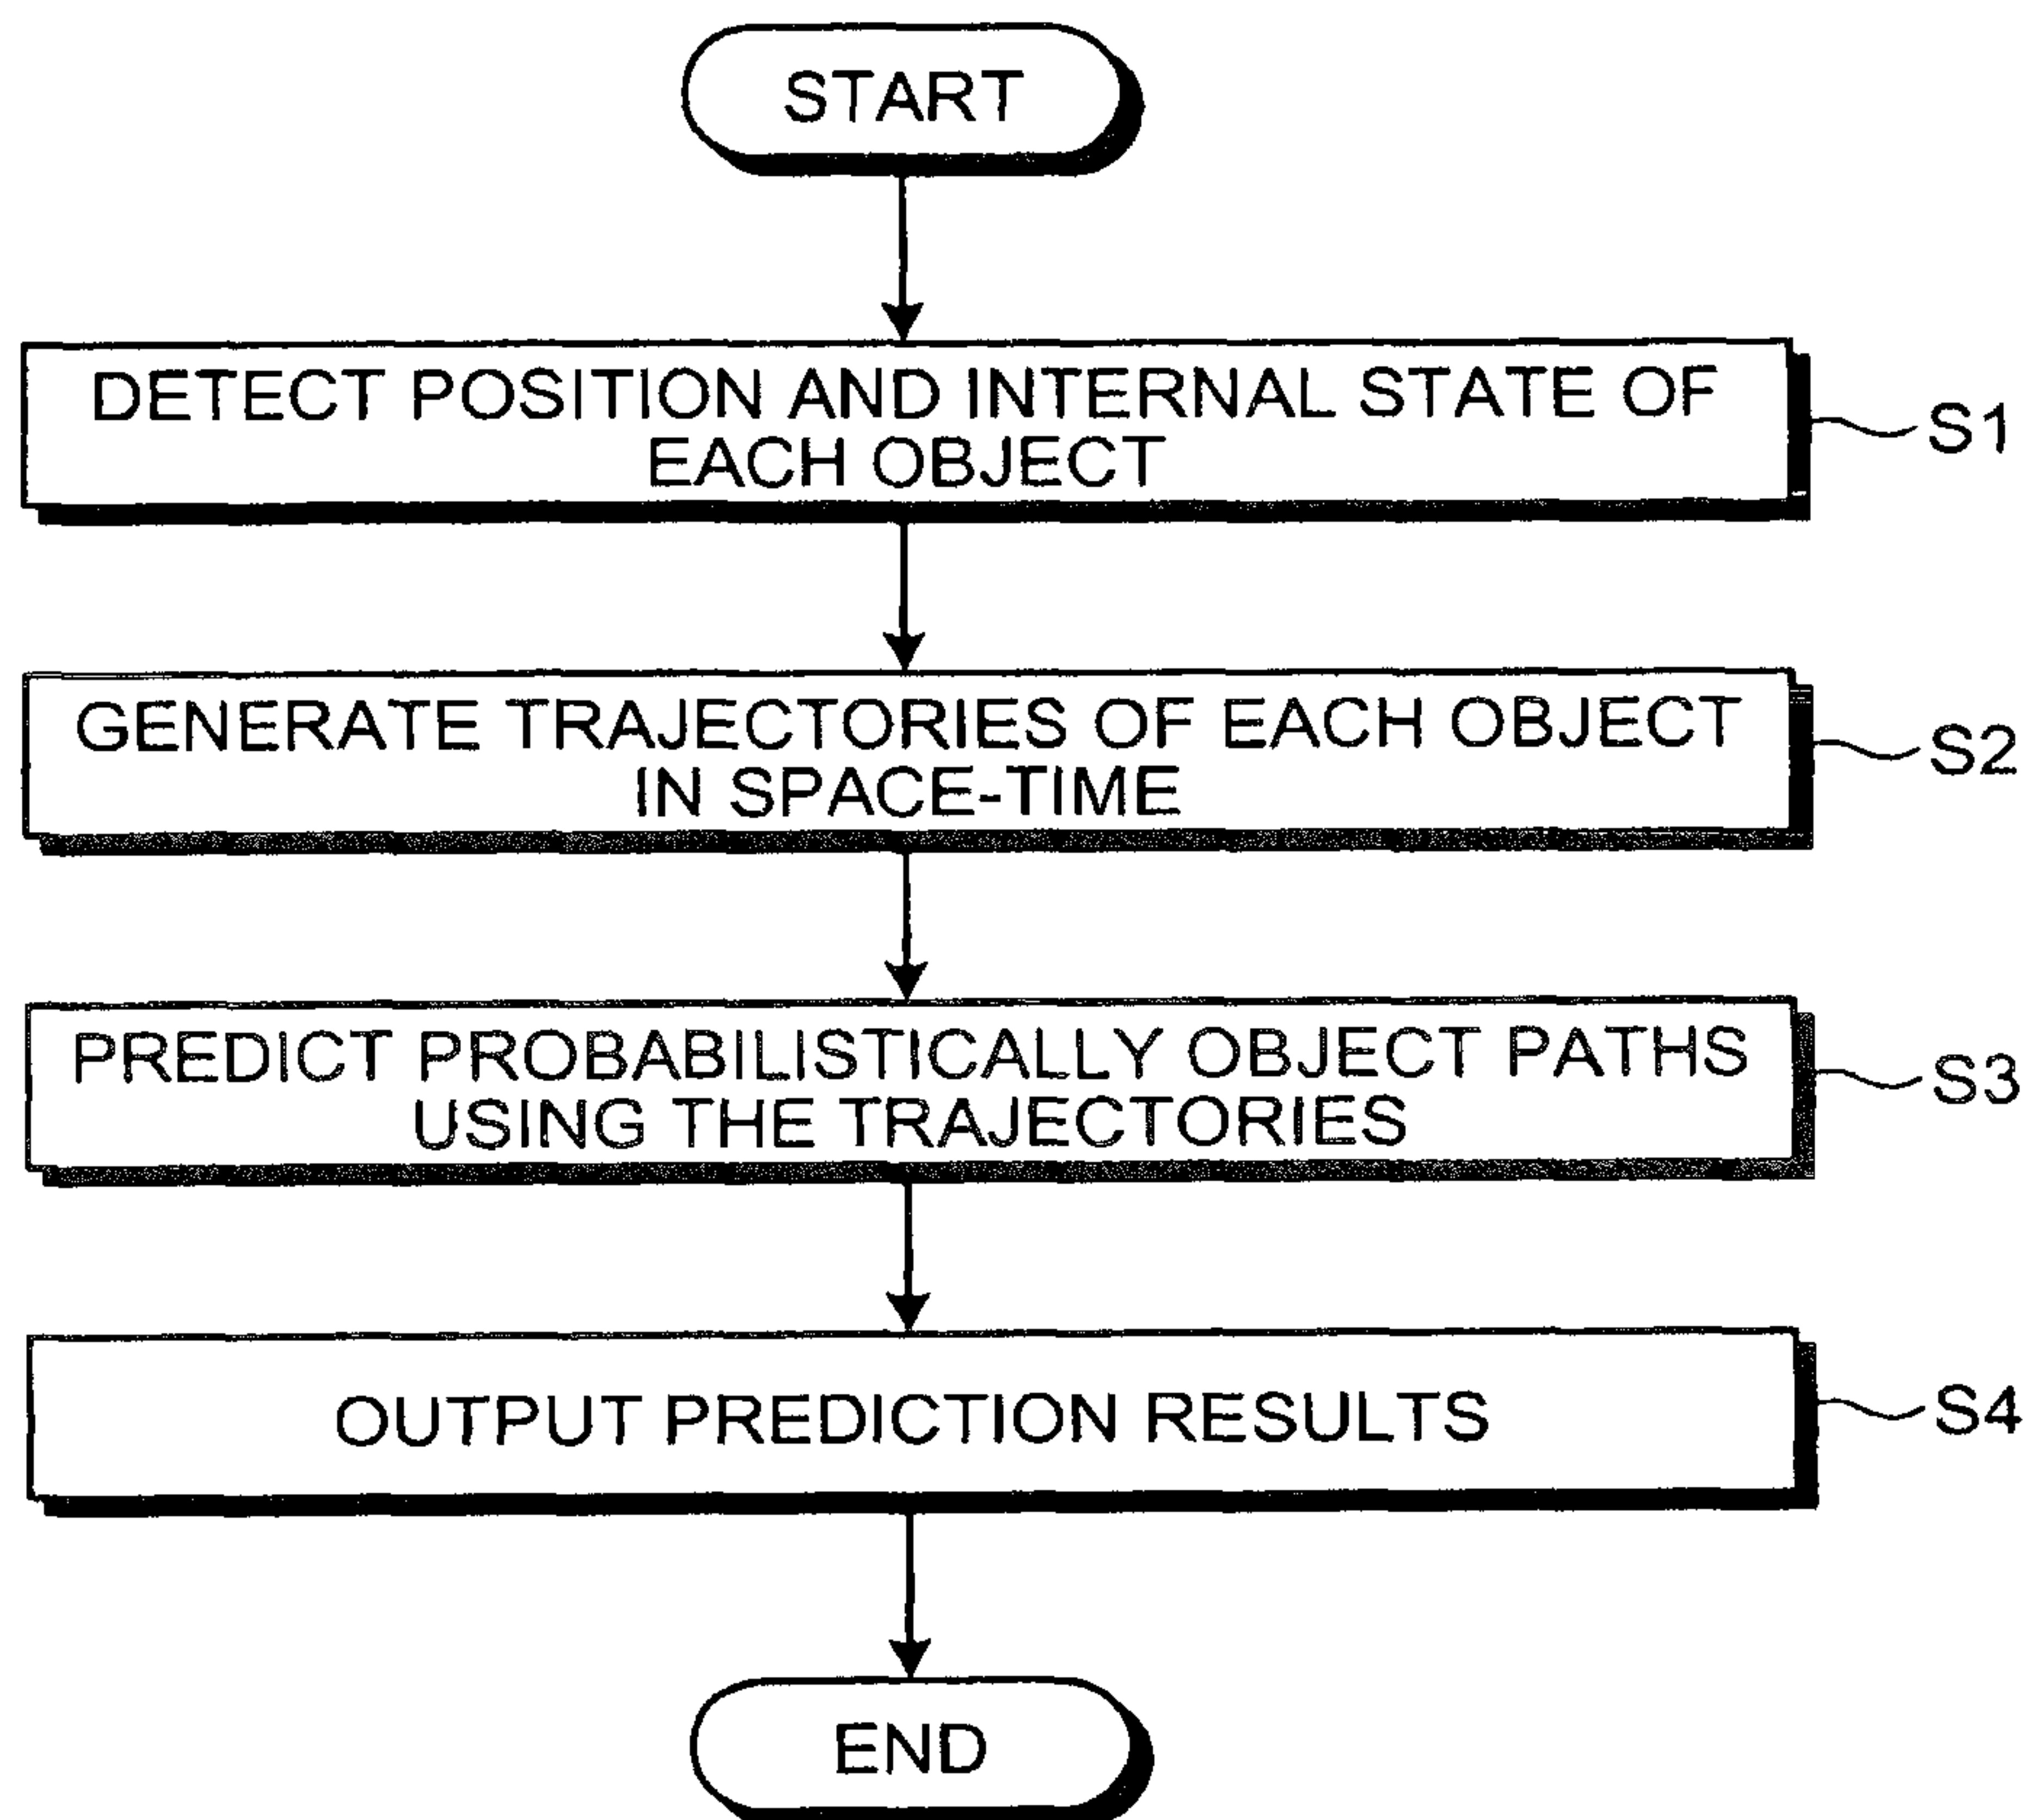 START
DETECT POSITION AND INTERNAL STATE OF
EACH OBJECT
S1
GENERATE TRAJECTORIES OF EACH OBJECT
IN SPACE-TIME
S2
PREDICT PROBABILISTICALLY OBJECT PATHS
USING THE TRAJECTORIES
S3
OUTPUT PREDICTION RESULTS
S4
END